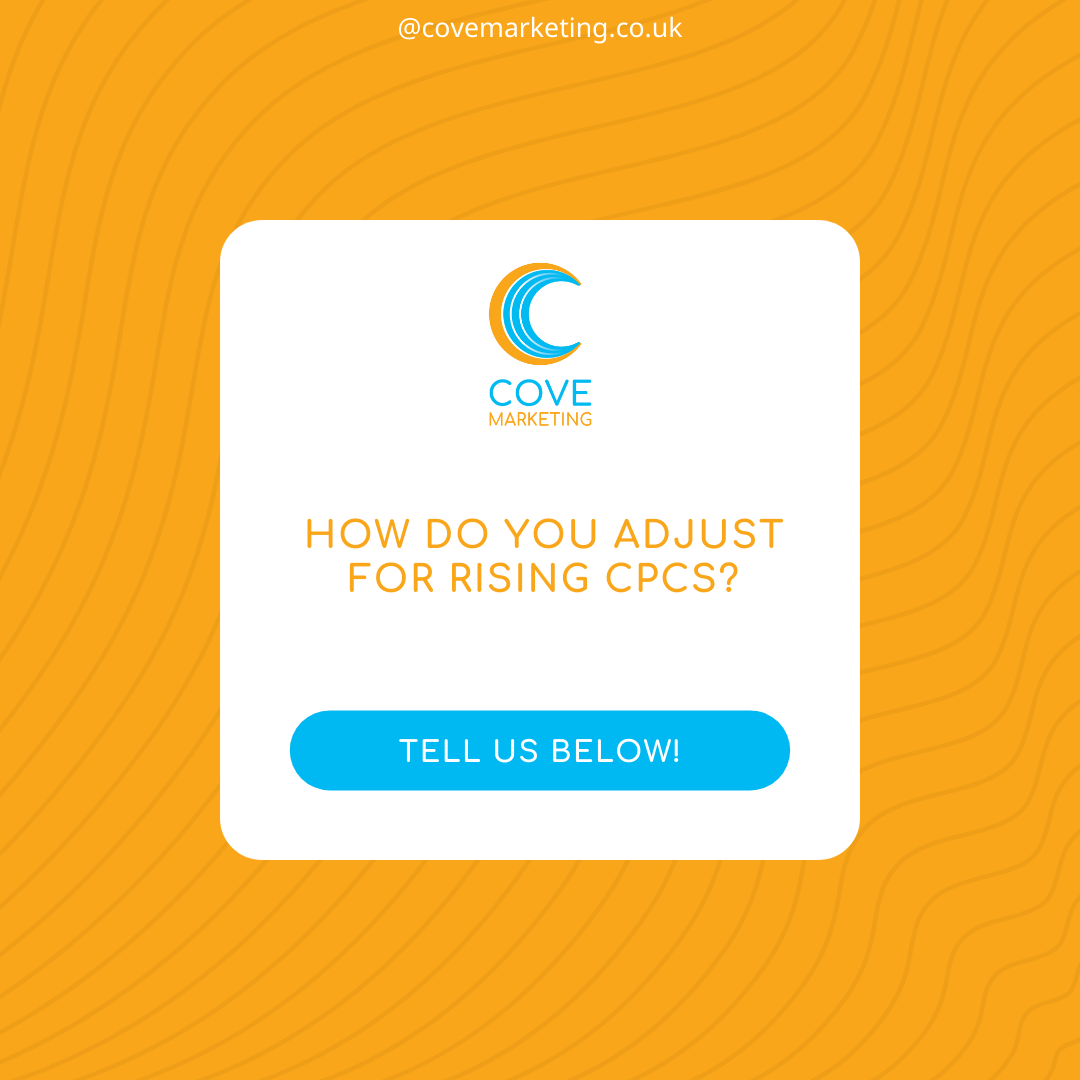 @covemarketing.co.uk
COVE
MARKETING
HOW DO YOU ADJUST
FOR RISING CPCS?
TELL US BELOW!